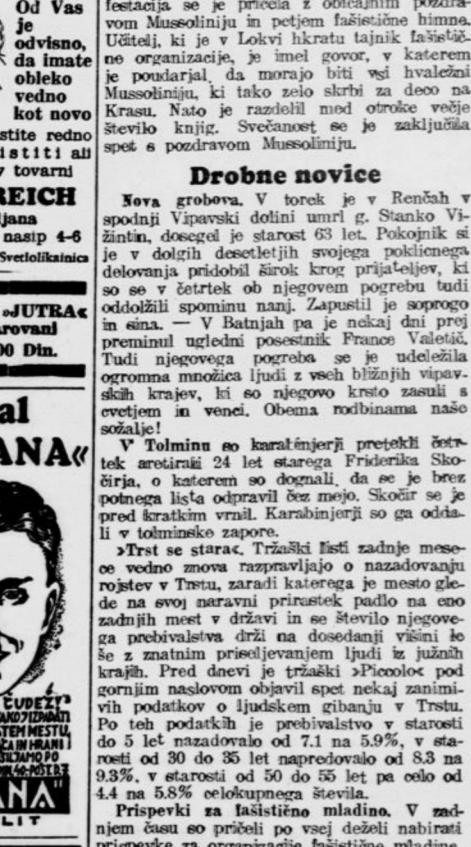 Od Vas
je
odvisno,
da imate
obleko
vedno
kot novo
stite redno
istiti ali
v tovarni
REICH
jana
nasip 4-6
Svetlolikainica
»JUTRA«
rovani
00 Din.
al
ANA«
ČUDEŽ!
STEM MESTU,
ANA"
LIT
festacija se je pričela z običajnim pozdra-
vom Mussoliniju in petjem fašistične himne.
Učitelj, ki je v Lokvi hkratu tajnik fašistič-
ne organizacije, je imel govor, v katerem
je poudarjal, da morajo biti vsi hvaležni
Mussoliniju, ki tako zelo skrbi za deco na
Krasu. Nato je razdelil med otroke večje
število knjig. Svečanost se je zaključila
spet s pozdravom Mussoliniju.
Drobne novice
Nova grobova. V torek je v Renčah v
spodnji Vipavski dolini umrl g. Stanko Vi-
žintin, dosegel je starost 63 let. Pokojnik si
je v dolgih desetletjih svojega poklicnega
delovanja pridobil širok krog prijateljev, ki
so se v četrtek ob njegovem pogrebu tudi
oddolžili spominu nanj. Zapustil je soprogo
in sina. — V Batnjah pa je nekaj dni prej
preminul ugledni posestnik France Valetič.
Tudi njegovega pogreba se je udeležila
ogromna množica ljudi z vseh bližnjih vipav-
skih krajev, ki so njegovo krsto zasuli s
cvetjem in venci. Obema rodbinama naše
sožalje!
V Tolminu so karabinjerji pretekli četr-
tek aretirali 24 let starega Friderika Sko-
čirja, o katerem so dognali, da se je brez
potnega lista odpravil čez mejo. Skočir se je
pred kratkim vrnil. Karabinjerji so ga odda-
li v tolminske zapore.
»Trst se stara«. Tržaški listi zadnje mese-
ce vedno znova razpravljajo o nazadovanju
rojstev v Trstu, zaradi katerega je mesto gle-
de na svoj naravni prirastek padlo na eno
zadnjih mest v državi in se število njegove-
ga prebivalstva drži na dosedanji višini le
še z znatnim priseljevanjem ljudi iz južnih
krajih. Pred dnevi je tržaški »Piccolo« pod
gornjim naslovom objavil spet nekaj zanimi-
vih podatkov o ljudskem gibanju v Trstu.
Po teh podatkih je prebivalstvo v starosti
do 5 let nazadovalo od 7.1 na 5.9%, v sta-
rosti od 30 do 35 let napredovalo od 8.3 na
9.3%, v starosti od 50 do 55 let pa celo od
4.4 na 5.8% celokupnega števila.
Prispevki za fašistično mladino. V zad-
njem času so pričeli po vsej deželi nabirati
prispevke za organizacije fašistične mladine.